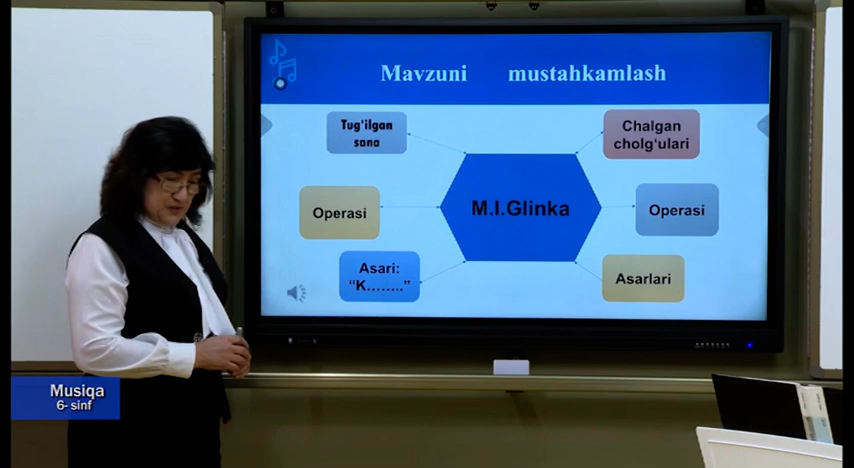 Mavzuni mustahkamlash
Tug'ilgan
sana
Chalgan
cholg‘ulari
Operasi
M.I.Glinka
Operasi
Asari:
“K........”
Asarlari
Musiqa
6- sinf